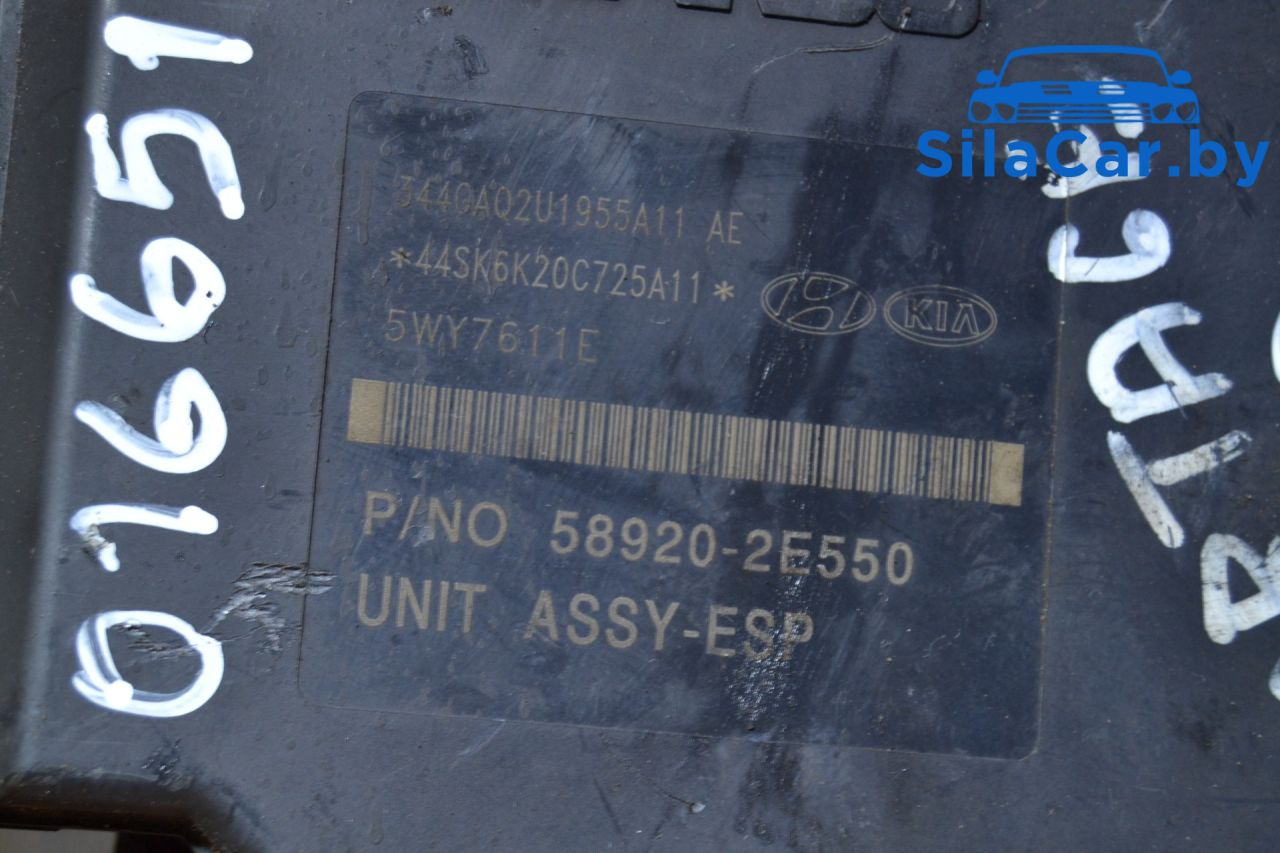 SilaCar.by
3440AQ2U1955A11 AE
*44SK6K20C725A11*
5WY7611E
KIA
P/NO 58920-2E550
UNIT ASSY-ESP
016651